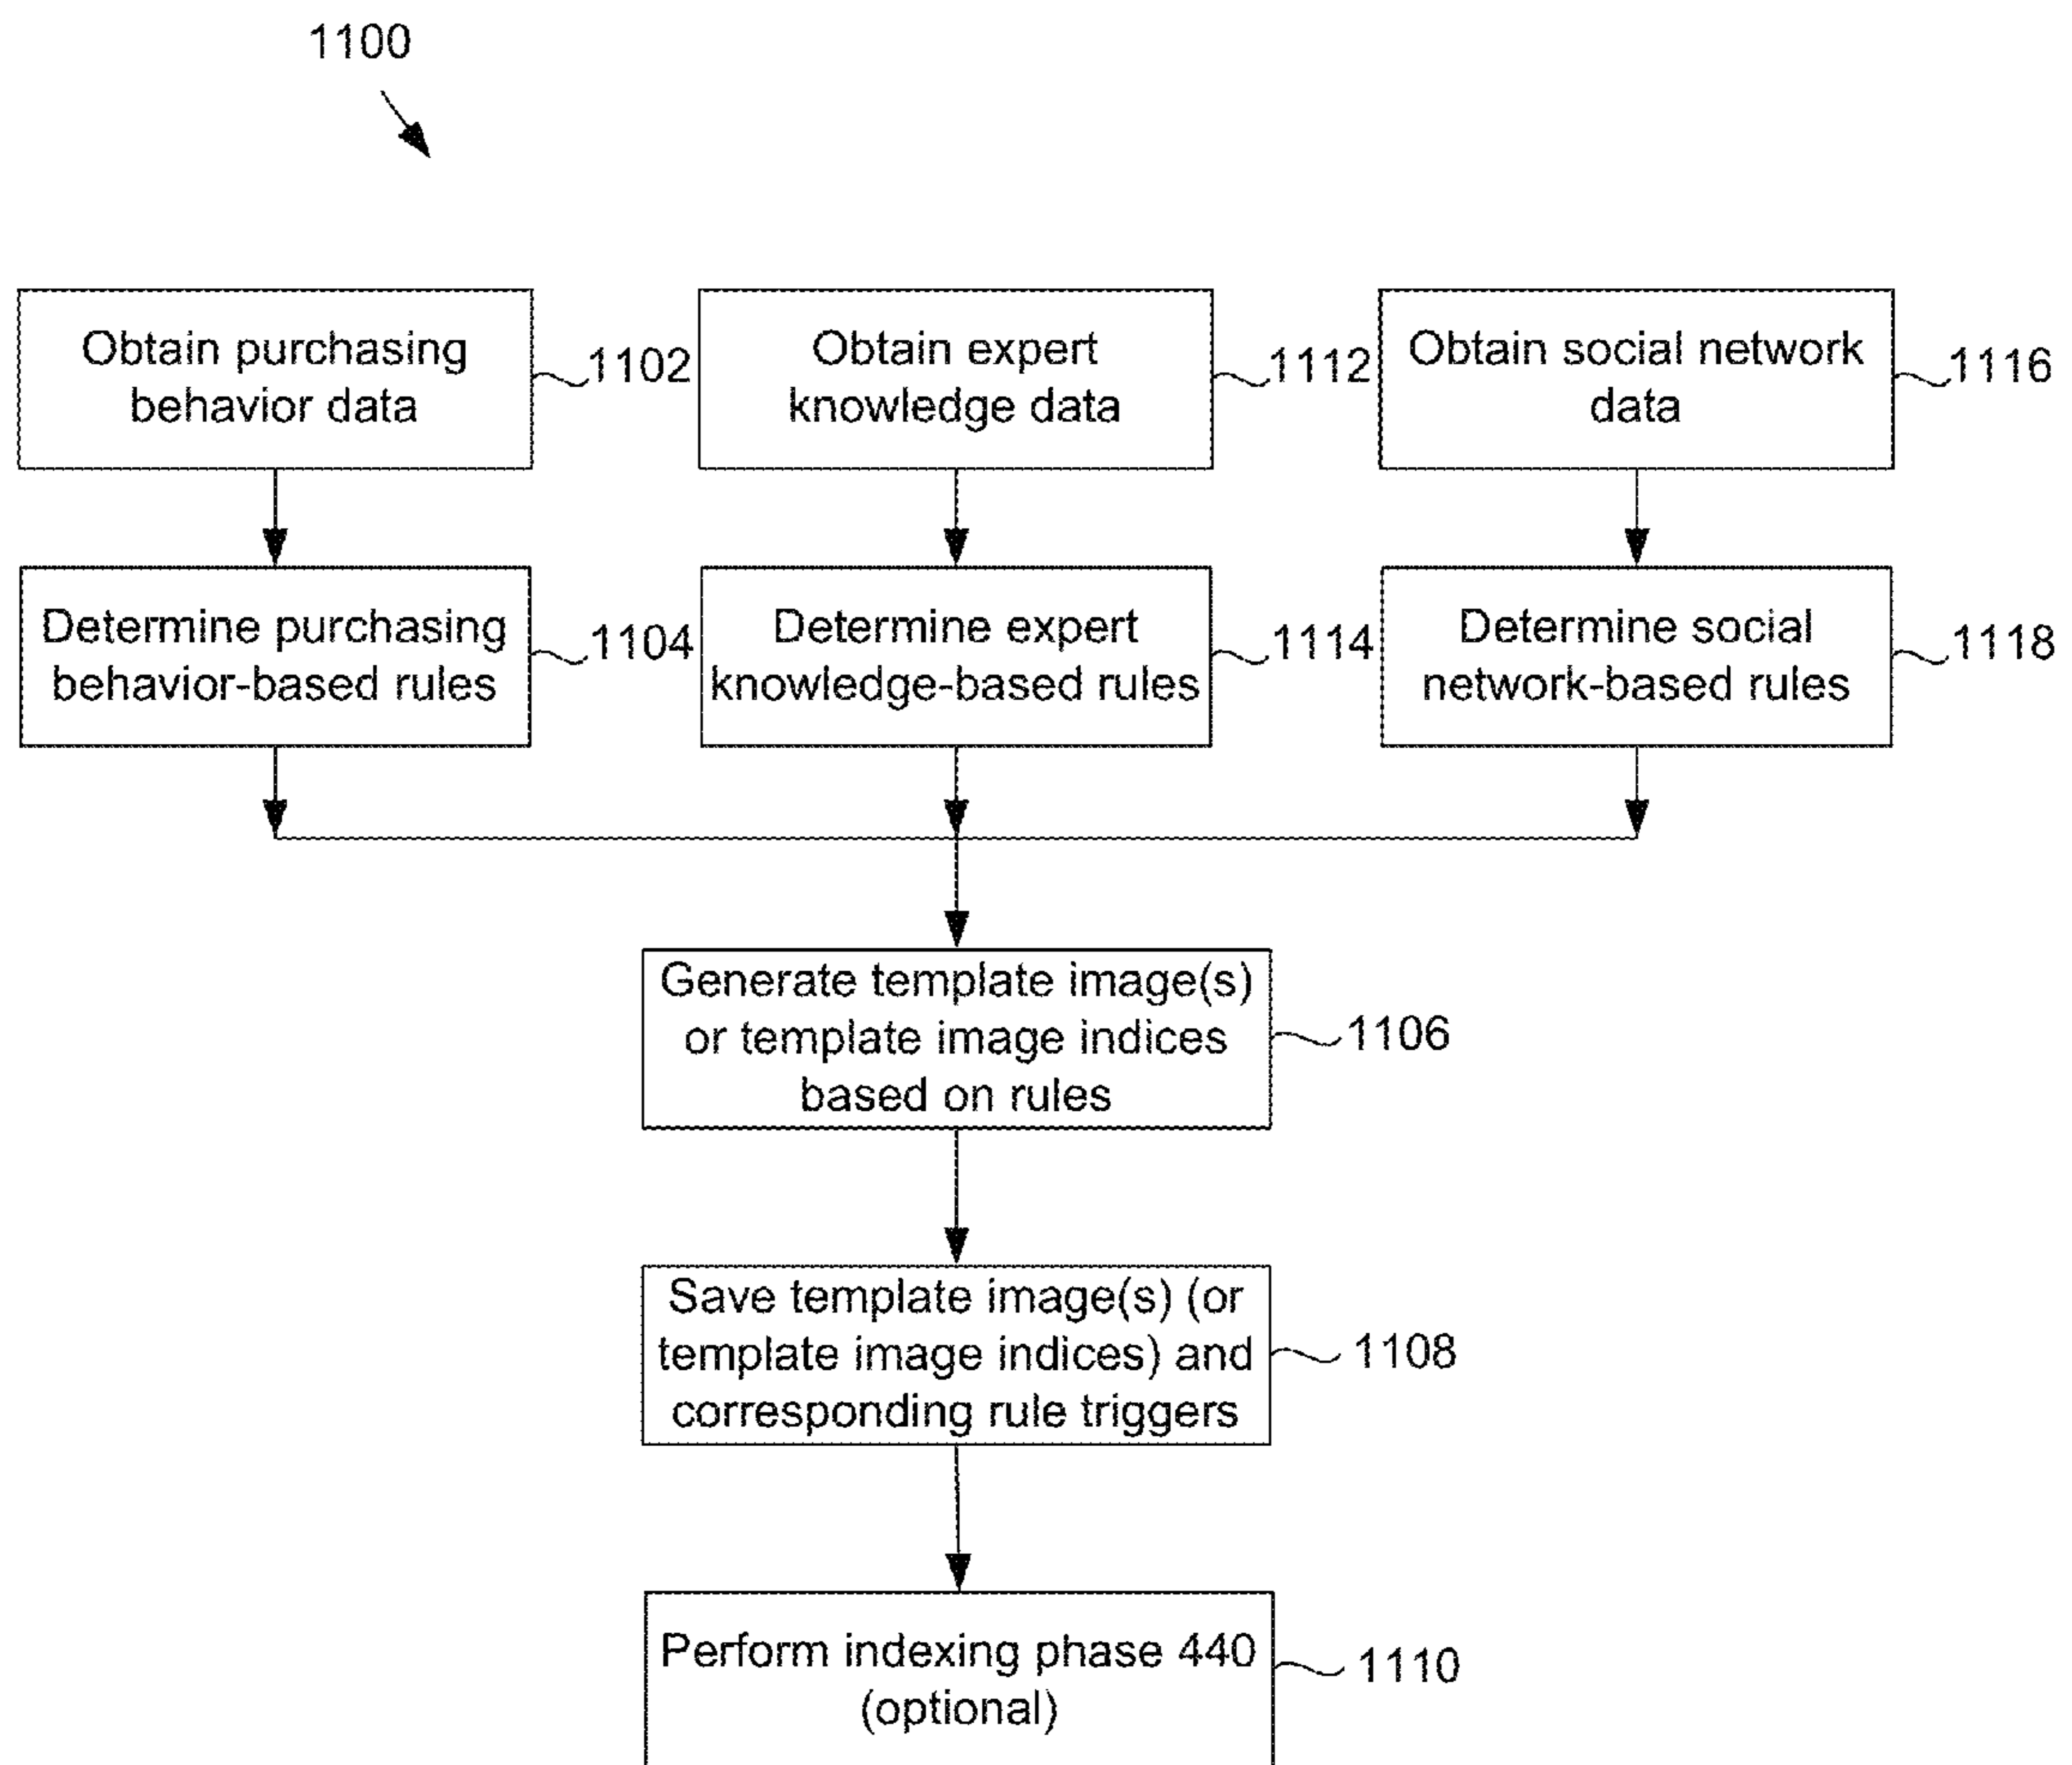 1100
Obtain purchasing
behavior data
1102
Obtain expert
knowledge data
1112
Obtain social network
data
1116
Determine purchasing
behavior-based rules
1104
Determine expert
knowledge-based rules
1114
Determine social
network-based rules
1118
Generate template image(s)
or template image indices
based on rules
1106
Save template image(s) (or
template image indices) and
corresponding rule triggers
1108
Perform indexing phase 440
(optional)
1110